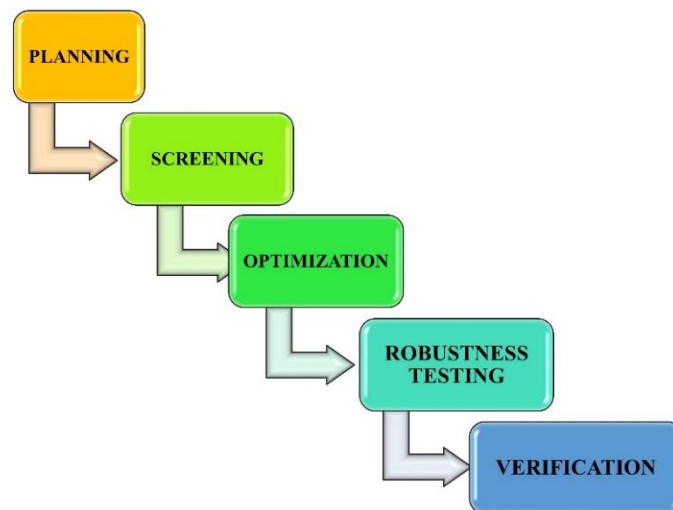 PLANNING
SCREENING
OPTIMIZATION
ROBUSTNESS
TESTING
VERIFICATION